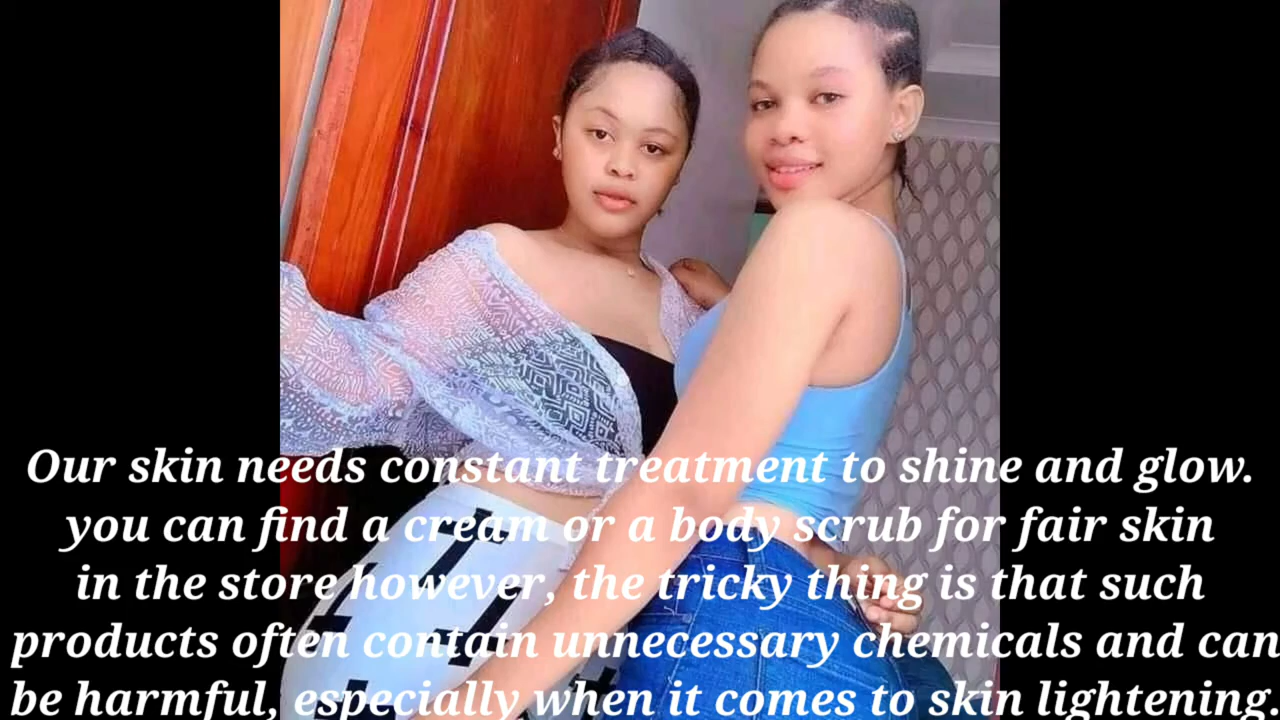 Our skin needs constant treatment to shine and glow.
you can find a cream or a body scrub for fair skin
in the store however, the tricky thing is that such
products often contain unnecessary chemicals and can
be harmful, especially when it comes to skin lightening.